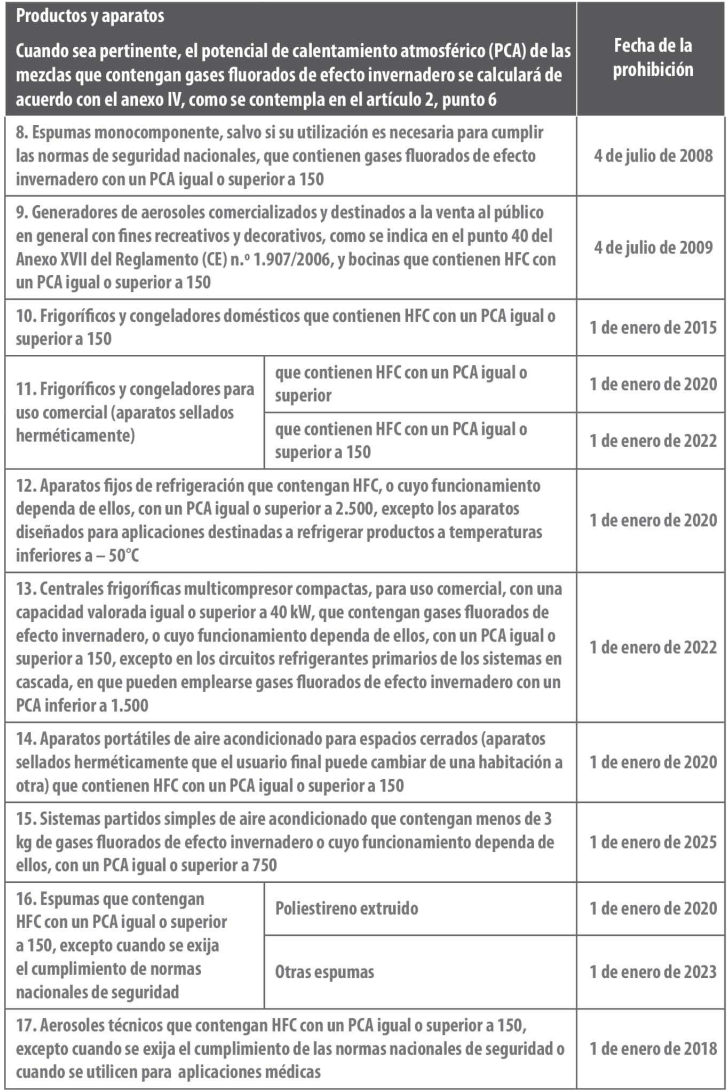 Productos y aparatos
Cuando sea pertinente, el potencial de calentamiento atmosférico (PCA) de las
mezclas que contengan gases fluorados de efecto invernadero se calculará de
acuerdo con el anexo IV, como se contempla en el artículo 2, punto 6
Fecha de la
prohibición
8. Espumas monocomponente, salvo si su utilización es necesaria para cumplir
las normas de seguridad nacionales, que contienen gases fluorados de efecto
invernadero con un PCA igual o superior a 150
4 de julio de 2008
9. Generadores de aerosoles comercializados y destinados a la venta al público
en general con fines recreativos y decorativos, como se indica en el punto 40 del
Anexo XVII del Reglamento (CE) n.º 1.907/2006, y bocinas que contienen HFC con
un PCA igual o superior a 150
4 de julio de 2009
10. Frigoríficos y congeladores domésticos que contienen HFC con un PCA igual o
superior a 150
1 de enero de 2015
11. Frigoríficos y congeladores para
uso comercial (aparatos sellados
herméticamente)
que contienen HFC con un PCA igual o
superior
1 de enero de 2020
que contienen HFC con un PCA igual o
superior a 150
1 de enero de 2022
12. Aparatos fijos de refrigeración que contengan HFC, o cuyo funcionamiento
dependa de ellos, con un PCA igual o superior a 2.500, excepto los aparatos
diseñados para aplicaciones destinadas a refrigerar productos a temperaturas
inferiores a – 50°C
1 de enero de 2020
13. Centrales frigoríficas multicompresor compactas, para uso comercial, con una
capacidad valorada igual o superior a 40 kW, que contengan gases fluorados de
efecto invernadero, o cuyo funcionamiento dependa de ellos, con un PCA igual o
superior a 150, excepto en los circuitos refrigerantes primarios de los sistemas en
cascada, en que pueden emplearse gases fluorados de efecto invernadero con un
PCA inferior a 1.500
1 de enero de 2022
14. Aparatos portátiles de aire acondicionado para espacios cerrados (aparatos
sellados herméticamente que el usuario final puede cambiar de una habitación a
otra) que contienen HFC con un PCA igual o superior a 150
1 de enero de 2020
15. Sistemas partidos simples de aire acondicionado que contengan menos de 3
kg de gases fluorados de efecto invernadero o cuyo funcionamiento dependa de
ellos, con un PCA igual o superior a 750
1 de enero de 2025
16. Espumas que contengan
HFC con un PCA igual o superior
a 150, excepto cuando se exija
el cumplimiento de normas
nacionales de seguridad
Poliestireno extruido
1 de enero de 2020
Otras espumas
1 de enero de 2023
17. Aerosoles técnicos que contengan HFC con un PCA igual o superior a 150,
excepto cuando se exija el cumplimiento de las normas nacionales de seguridad o
cuando se utilicen para aplicaciones médicas
1 de enero de 2018